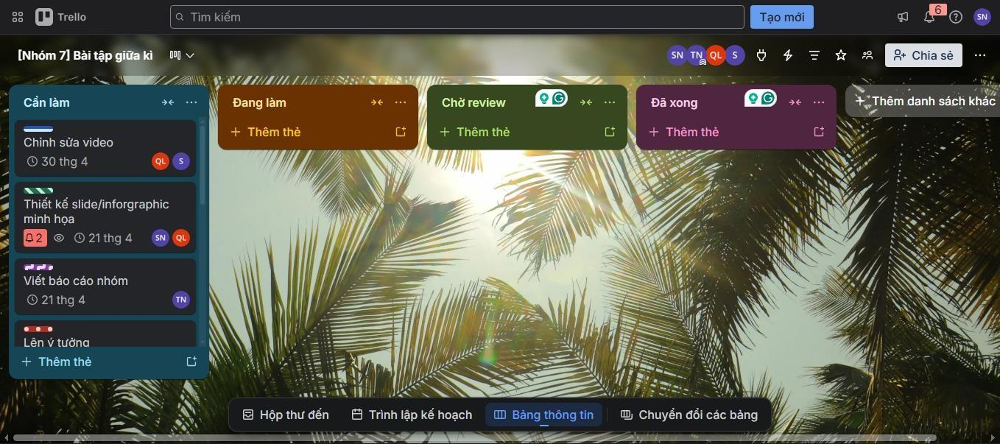 Trello
Tìm kiếm
Tạo mới
6
SN
[Nhóm 7] Bài tập giữa kì
SN TN QL S
Chia sẻ
Cần làm
Chỉnh sửa video
30 thg 4
QL S
Thiết kế slide/inforgraphic
minh họa
2
21 thg 4
SN QL
Viết báo cáo nhóm
21 thg 4
TN
Lên ý tưởng
Thêm thẻ
Đang làm
Thêm thẻ
Chờ review
Thêm thẻ
Đã xong
Thêm thẻ
Thêm danh sách khác
Hộp thư đến
Trình lập kế hoạch
Bảng thông tin
Chuyển đổi các bảng